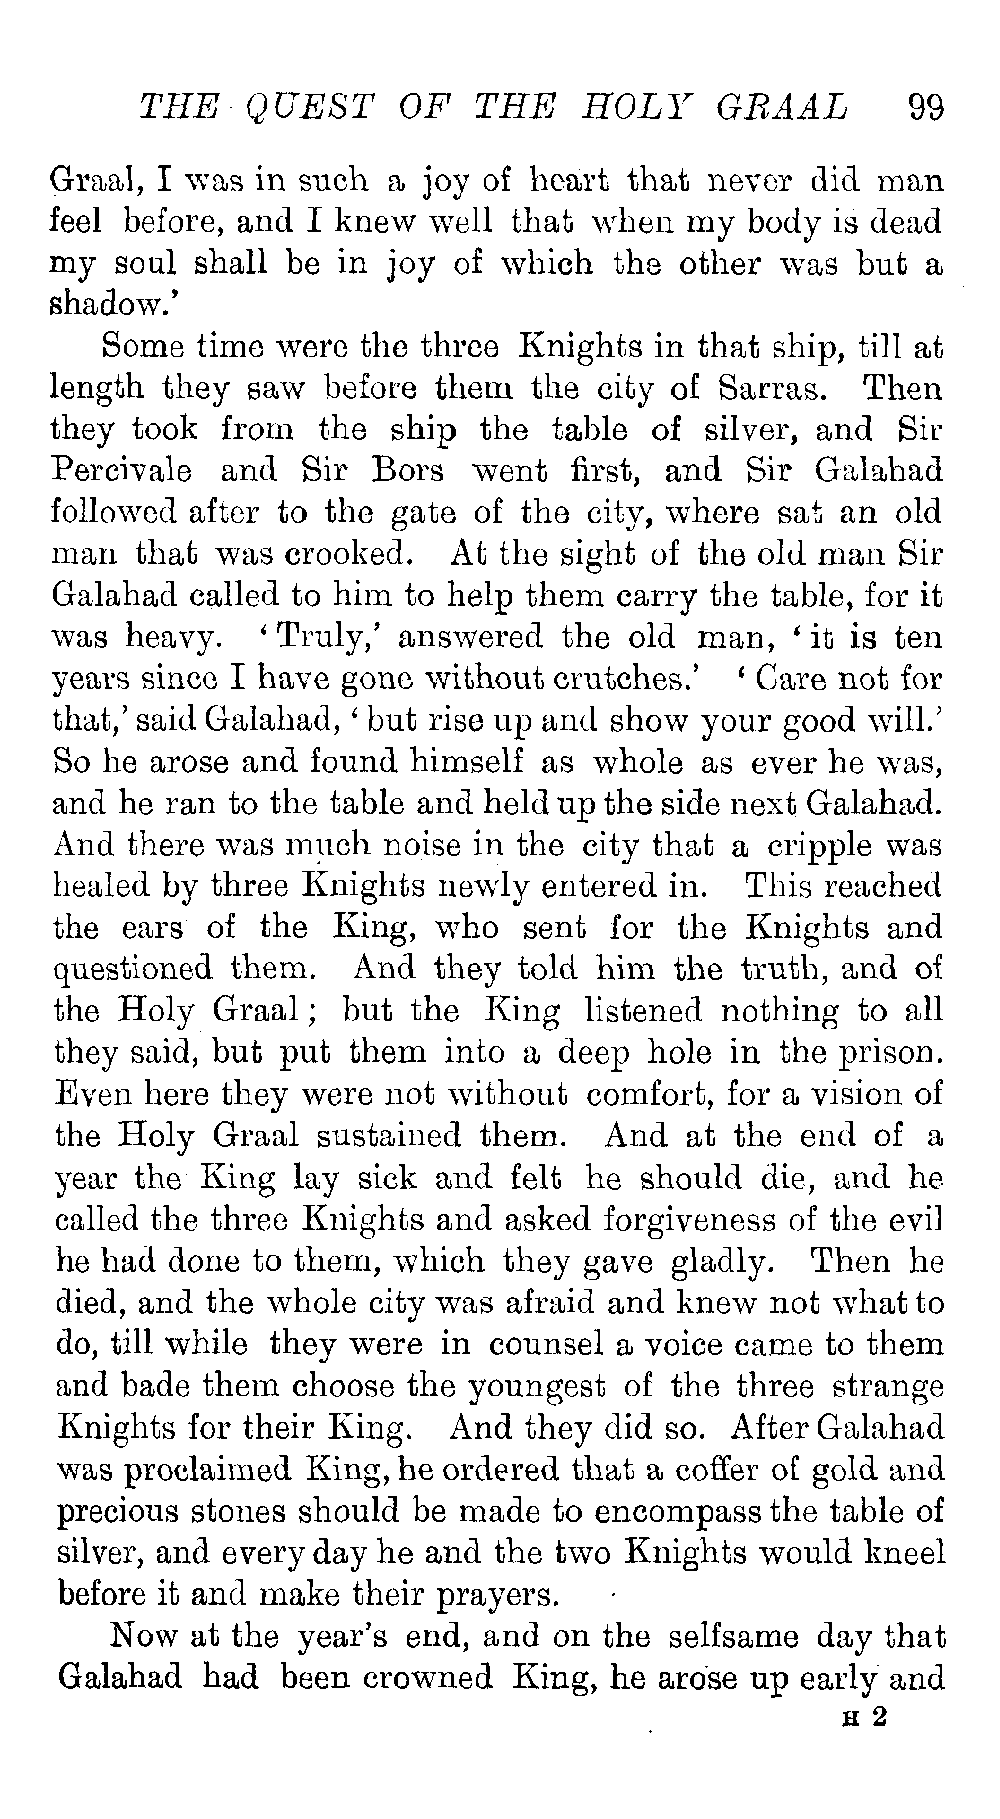 THE QUEST OF THE HOLY GRAAL 99
Graal, I was in such a joy of heart that never did man
feel before, and I knew well that when my body is dead
my soul shall be in joy of which the other was but a
shadow.’
Some time were the three Knights in that ship, till at
length they saw before them the city of Sarras. Then
they took from the ship the table of silver, and Sir
Percivale and Sir Bors went first, and Sir Galahad
followed after to the gate of the city, where sat an old
man that was crooked. At the sight of the old man Sir
Galahad called to him to help them carry the table, for it
was heavy. ‘Truly,’ answered the old man, ‘it is ten
years since I have gone without crutches.’ ‘Care not for
that,’ said Galahad, ‘but rise up and show your good will.’
So he arose and found himself as whole as ever he was,
and he ran to the table and held up the side next Galahad.
And there was much noise in the city that a cripple was
healed by three Knights newly entered in. This reached
the ears of the King, who sent for the Knights and
questioned them. And they told him the truth, and of
the Holy Graal; but the King listened nothing to all
they said, but put them into a deep hole in the prison.
Even here they were not without comfort, for a vision of
the Holy Graal sustained them. And at the end of a
year the King lay sick and felt he should die, and he
called the three Knights and asked forgiveness of the evil
he had done to them, which they gave gladly. Then he
died, and the whole city was afraid and knew not what to
do, till while they were in counsel a voice came to them
and bade them choose the youngest of the three strange
Knights for their King. And they did so. After Galahad
was proclaimed King, he ordered that a coffer of gold and
precious stones should be made to encompass the table of
silver, and every day he and the two Knights would kneel
before it and make their prayers.
Now at the year’s end, and on the selfsame day that
Galahad had been crowned King, he arose up early and
H 2